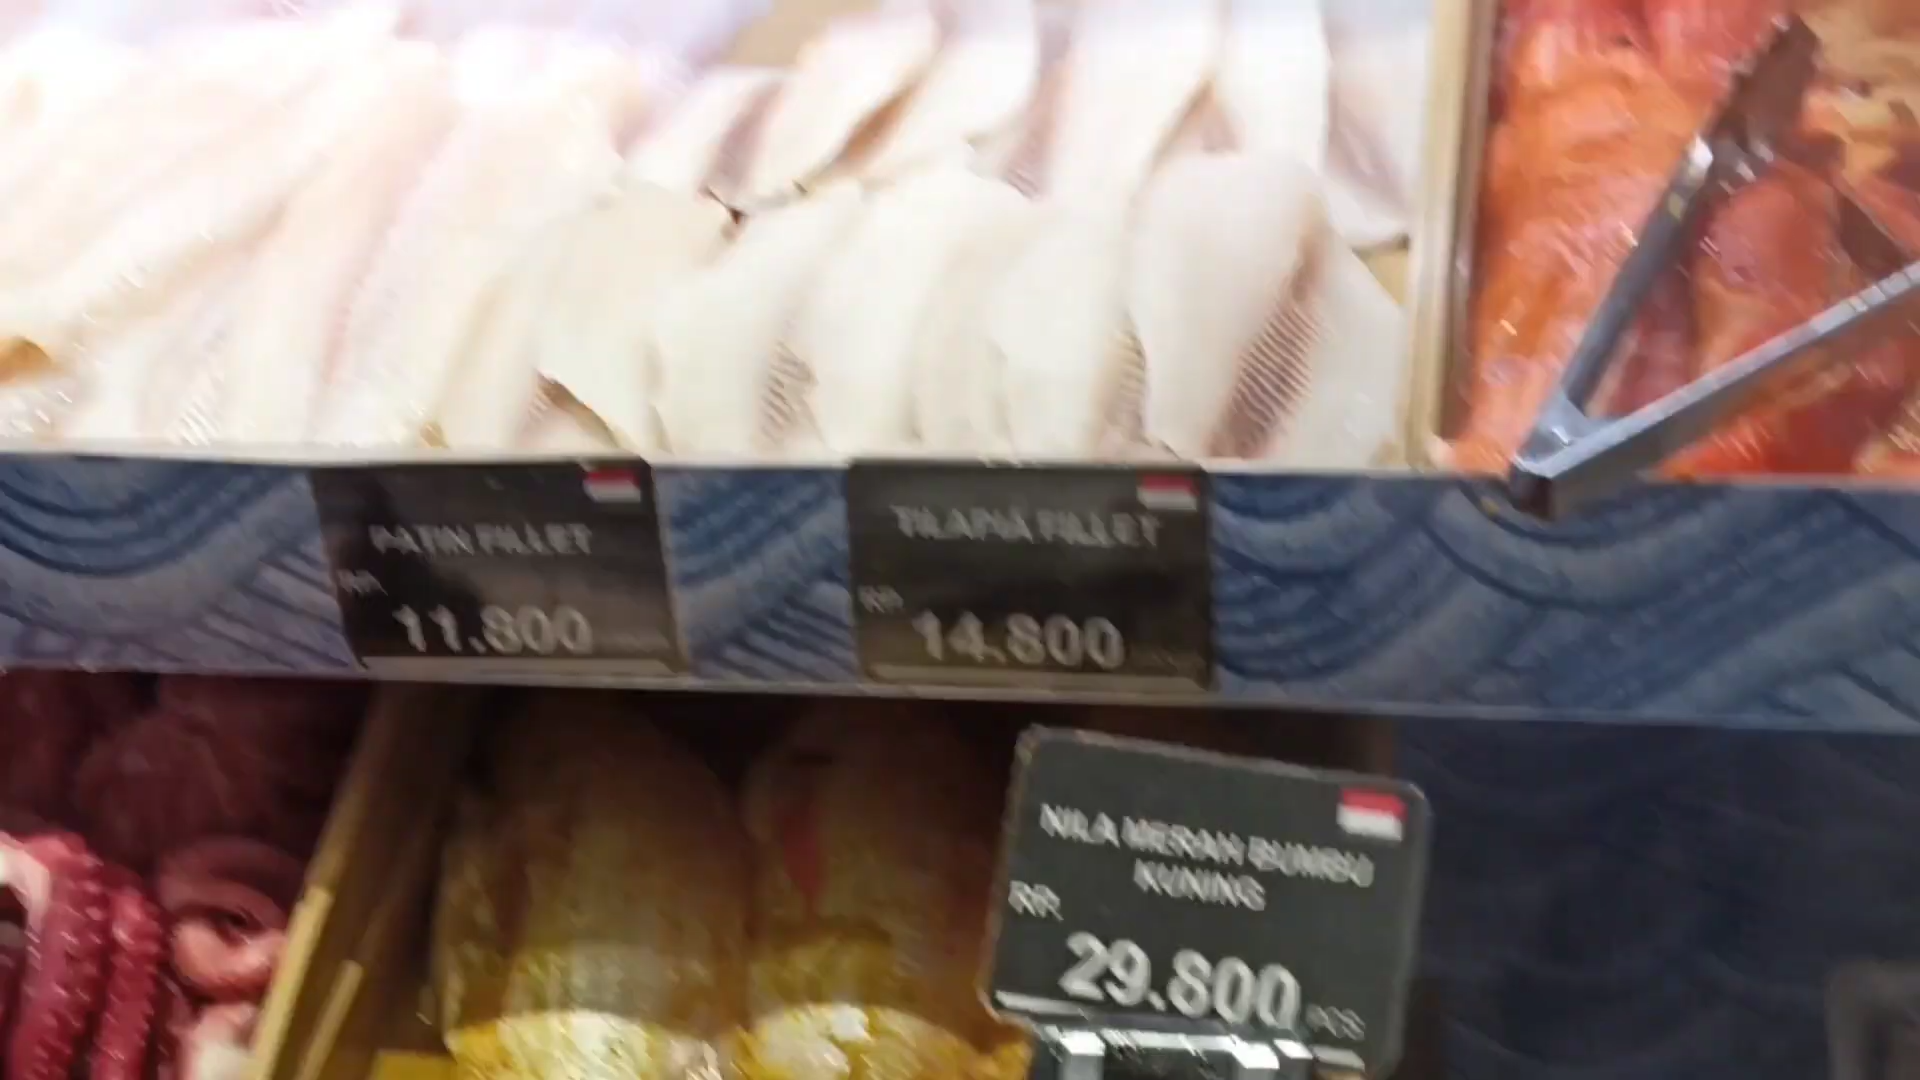 PATIN FILLET
RP.
11.800
TILAPIA FILLET
RP.
14.800
NILA MERAH BUMBU
KUNING
RP.
29.800 /PCS